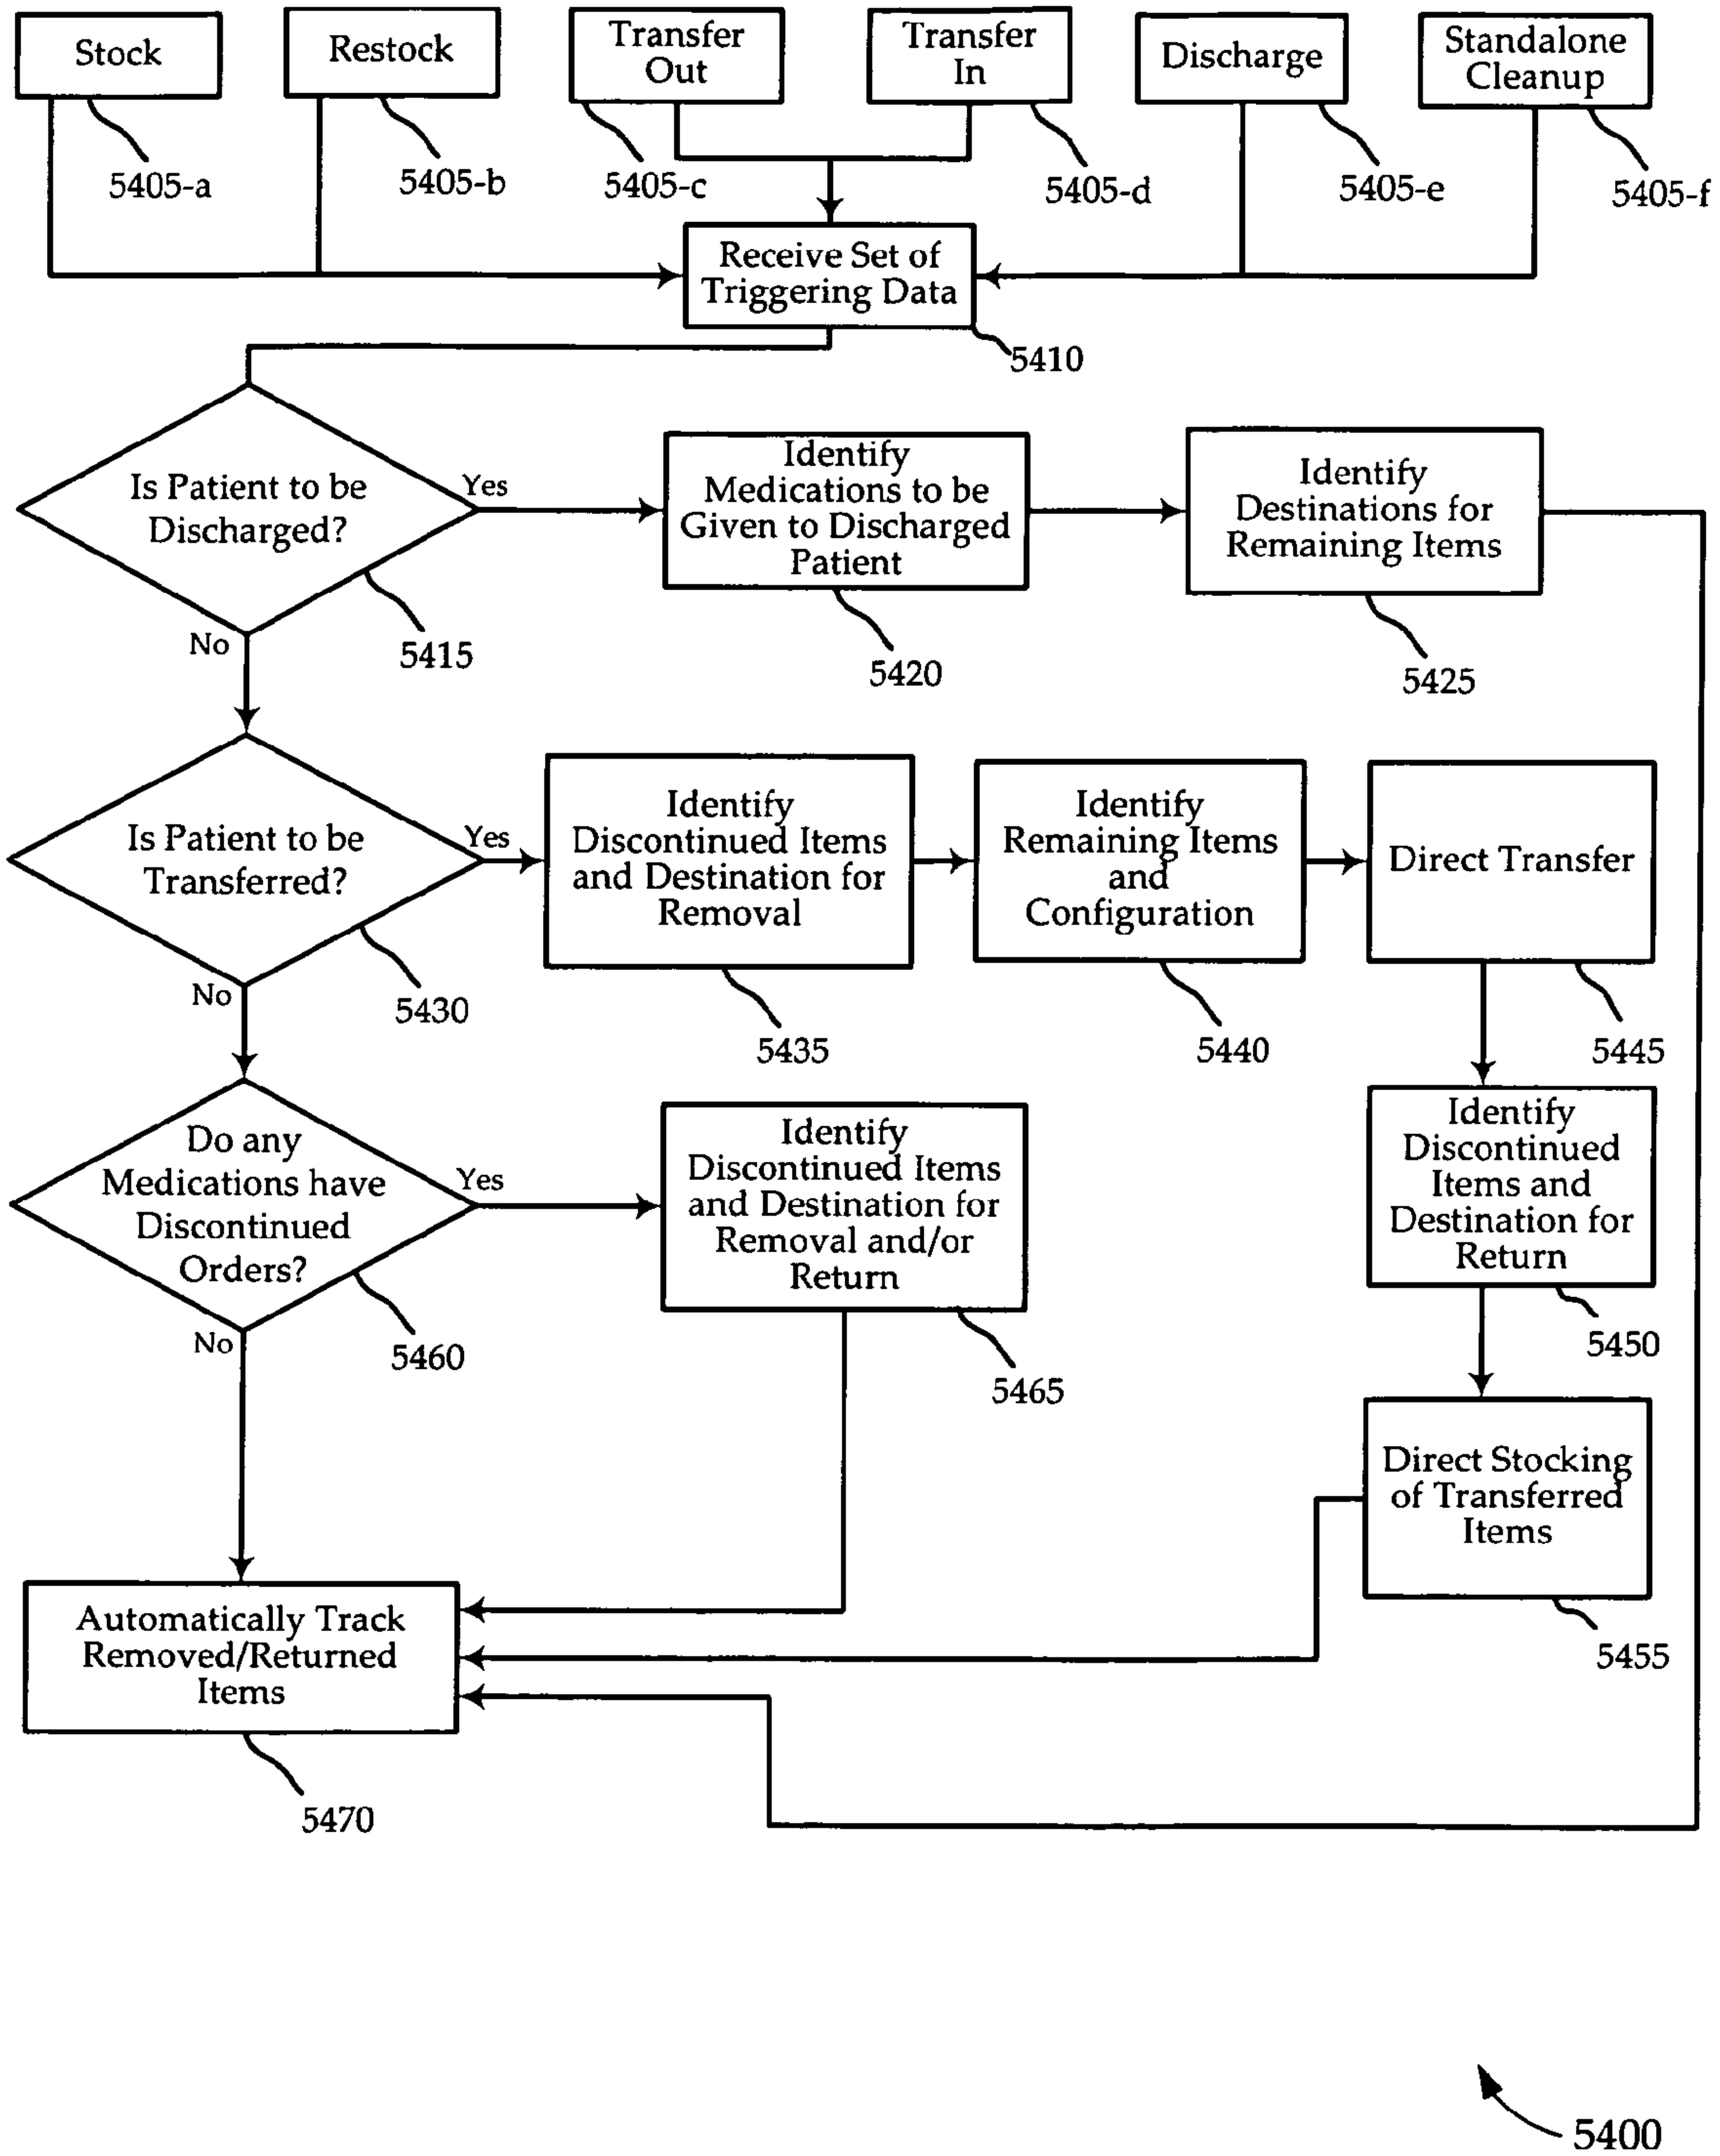 Stock
Restock
Transfer
Out
Transfer
In
Discharge
Standalone
Cleanup
5405-a
5405-b
5405-c
5405-d
5405-e
5405-f
Receive Set of
Triggering Data
5410
Is Patient to be
Discharged?
Yes
No
5415
Identify
Medications to be
Given to Discharged
Patient
5420
Identify
Destinations for
Remaining Items
5425
Is Patient to be
Transferred?
Yes
No
5430
Identify
Discontinued Items
and Destination for
Removal
5435
Identify
Remaining Items
and
Configuration
5440
Direct Transfer
5445
Do any
Medications have
Discontinued
Orders?
Yes
No
5460
Identify
Discontinued Items
and Destination for
Removal and/or
Return
5465
Identify
Discontinued
Items and
Destination for
Return
5450
Direct Stocking
of Transferred
Items
5455
Automatically Track
Removed/Returned
Items
5470
5400